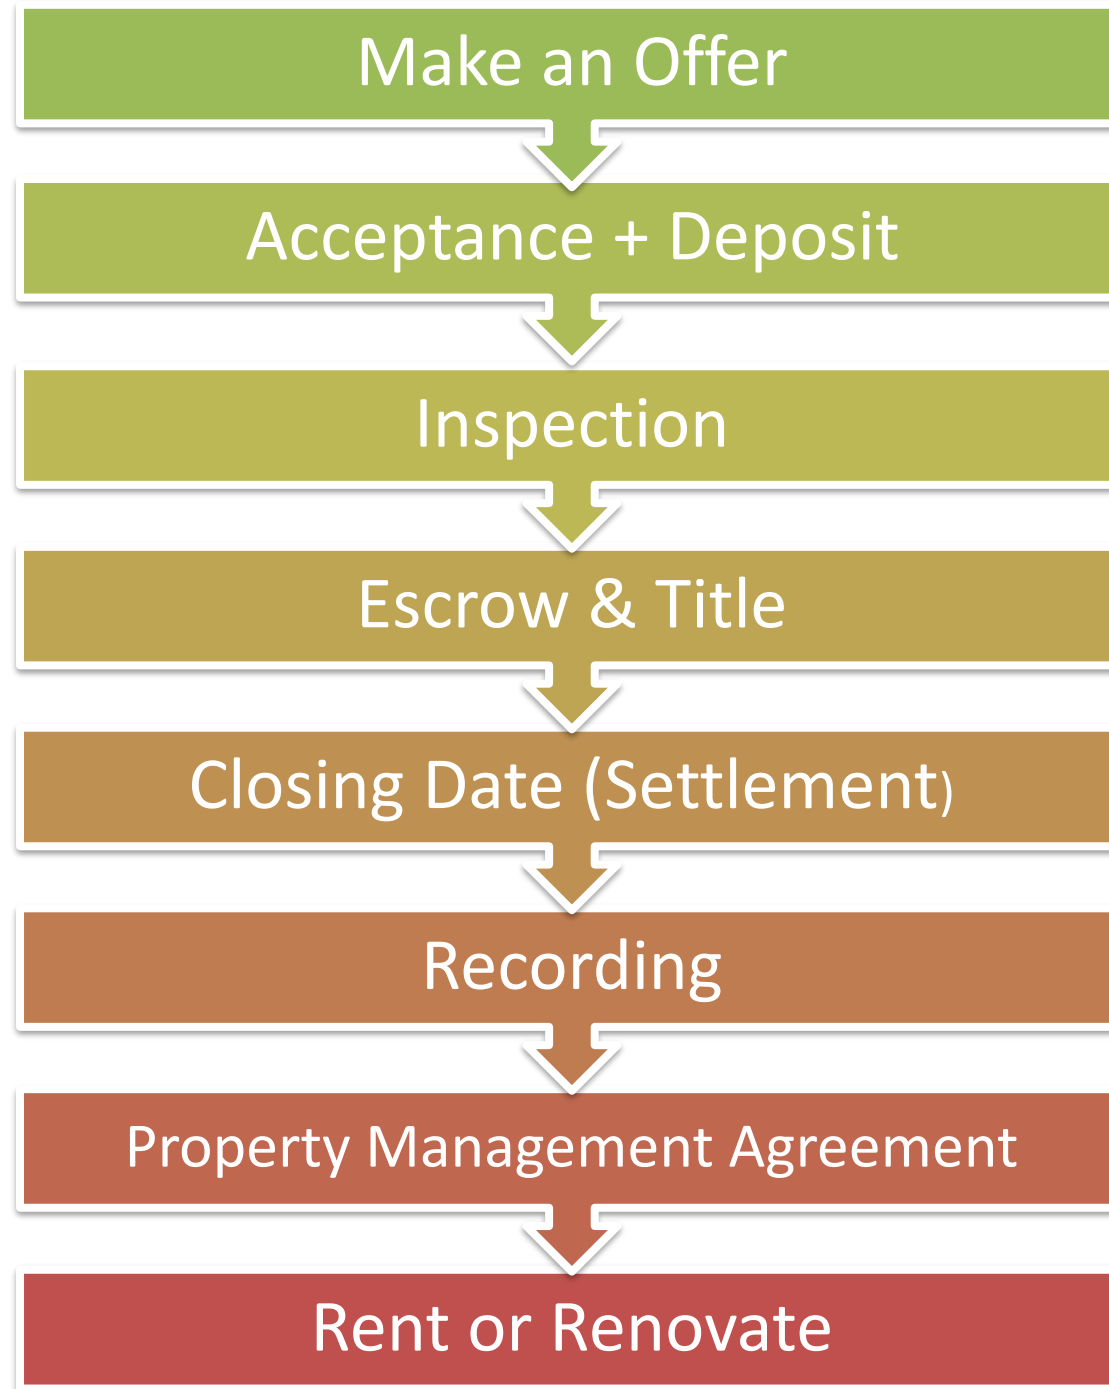 Make an Offer
Acceptance + Deposit
Inspection
Escrow & Title
Closing Date (Settlement)
Recording
Property Management Agreement
Rent or Renovate